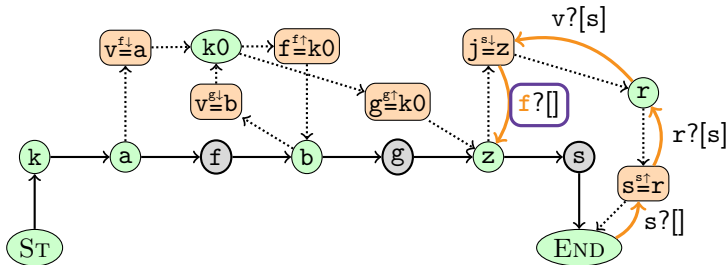 v?[s]
v=^{f↓}a k0 f=^{f↑}k0 j=^{s↓}z
v=^{g↓}b g=^{g↑}k0 f?[] r
r?[s]
k a f b g z s
s=^{s↑}r
s?[]
ST END